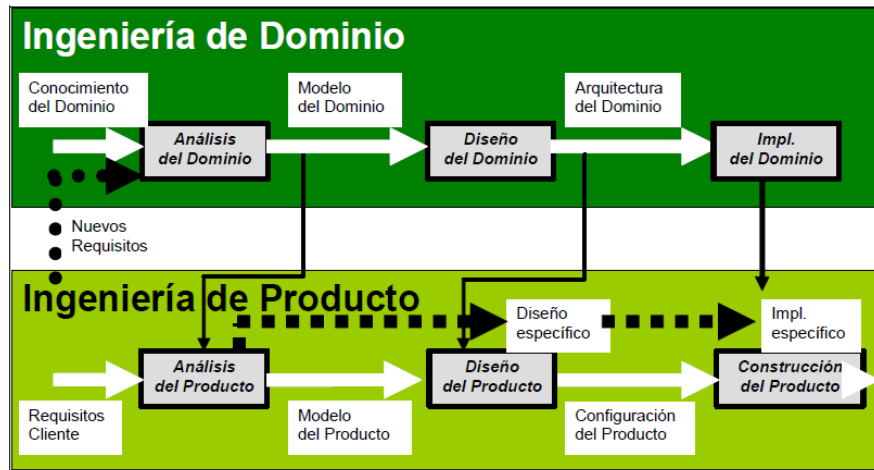 Ingeniería de Dominio
Conocimiento
del Dominio
Modelo
del Dominio
Arquitectura
del Dominio
Análisis
del Dominio
Diseño
del Dominio
Impl.
del Dominio
Nuevos
Requisitos
Ingeniería de Producto
Diseño
específico
Impl.
específico
Análisis
del Producto
Diseño
del Producto
Construcción
del Producto
Requisitos
Cliente
Modelo
del Producto
Configuración
del Producto